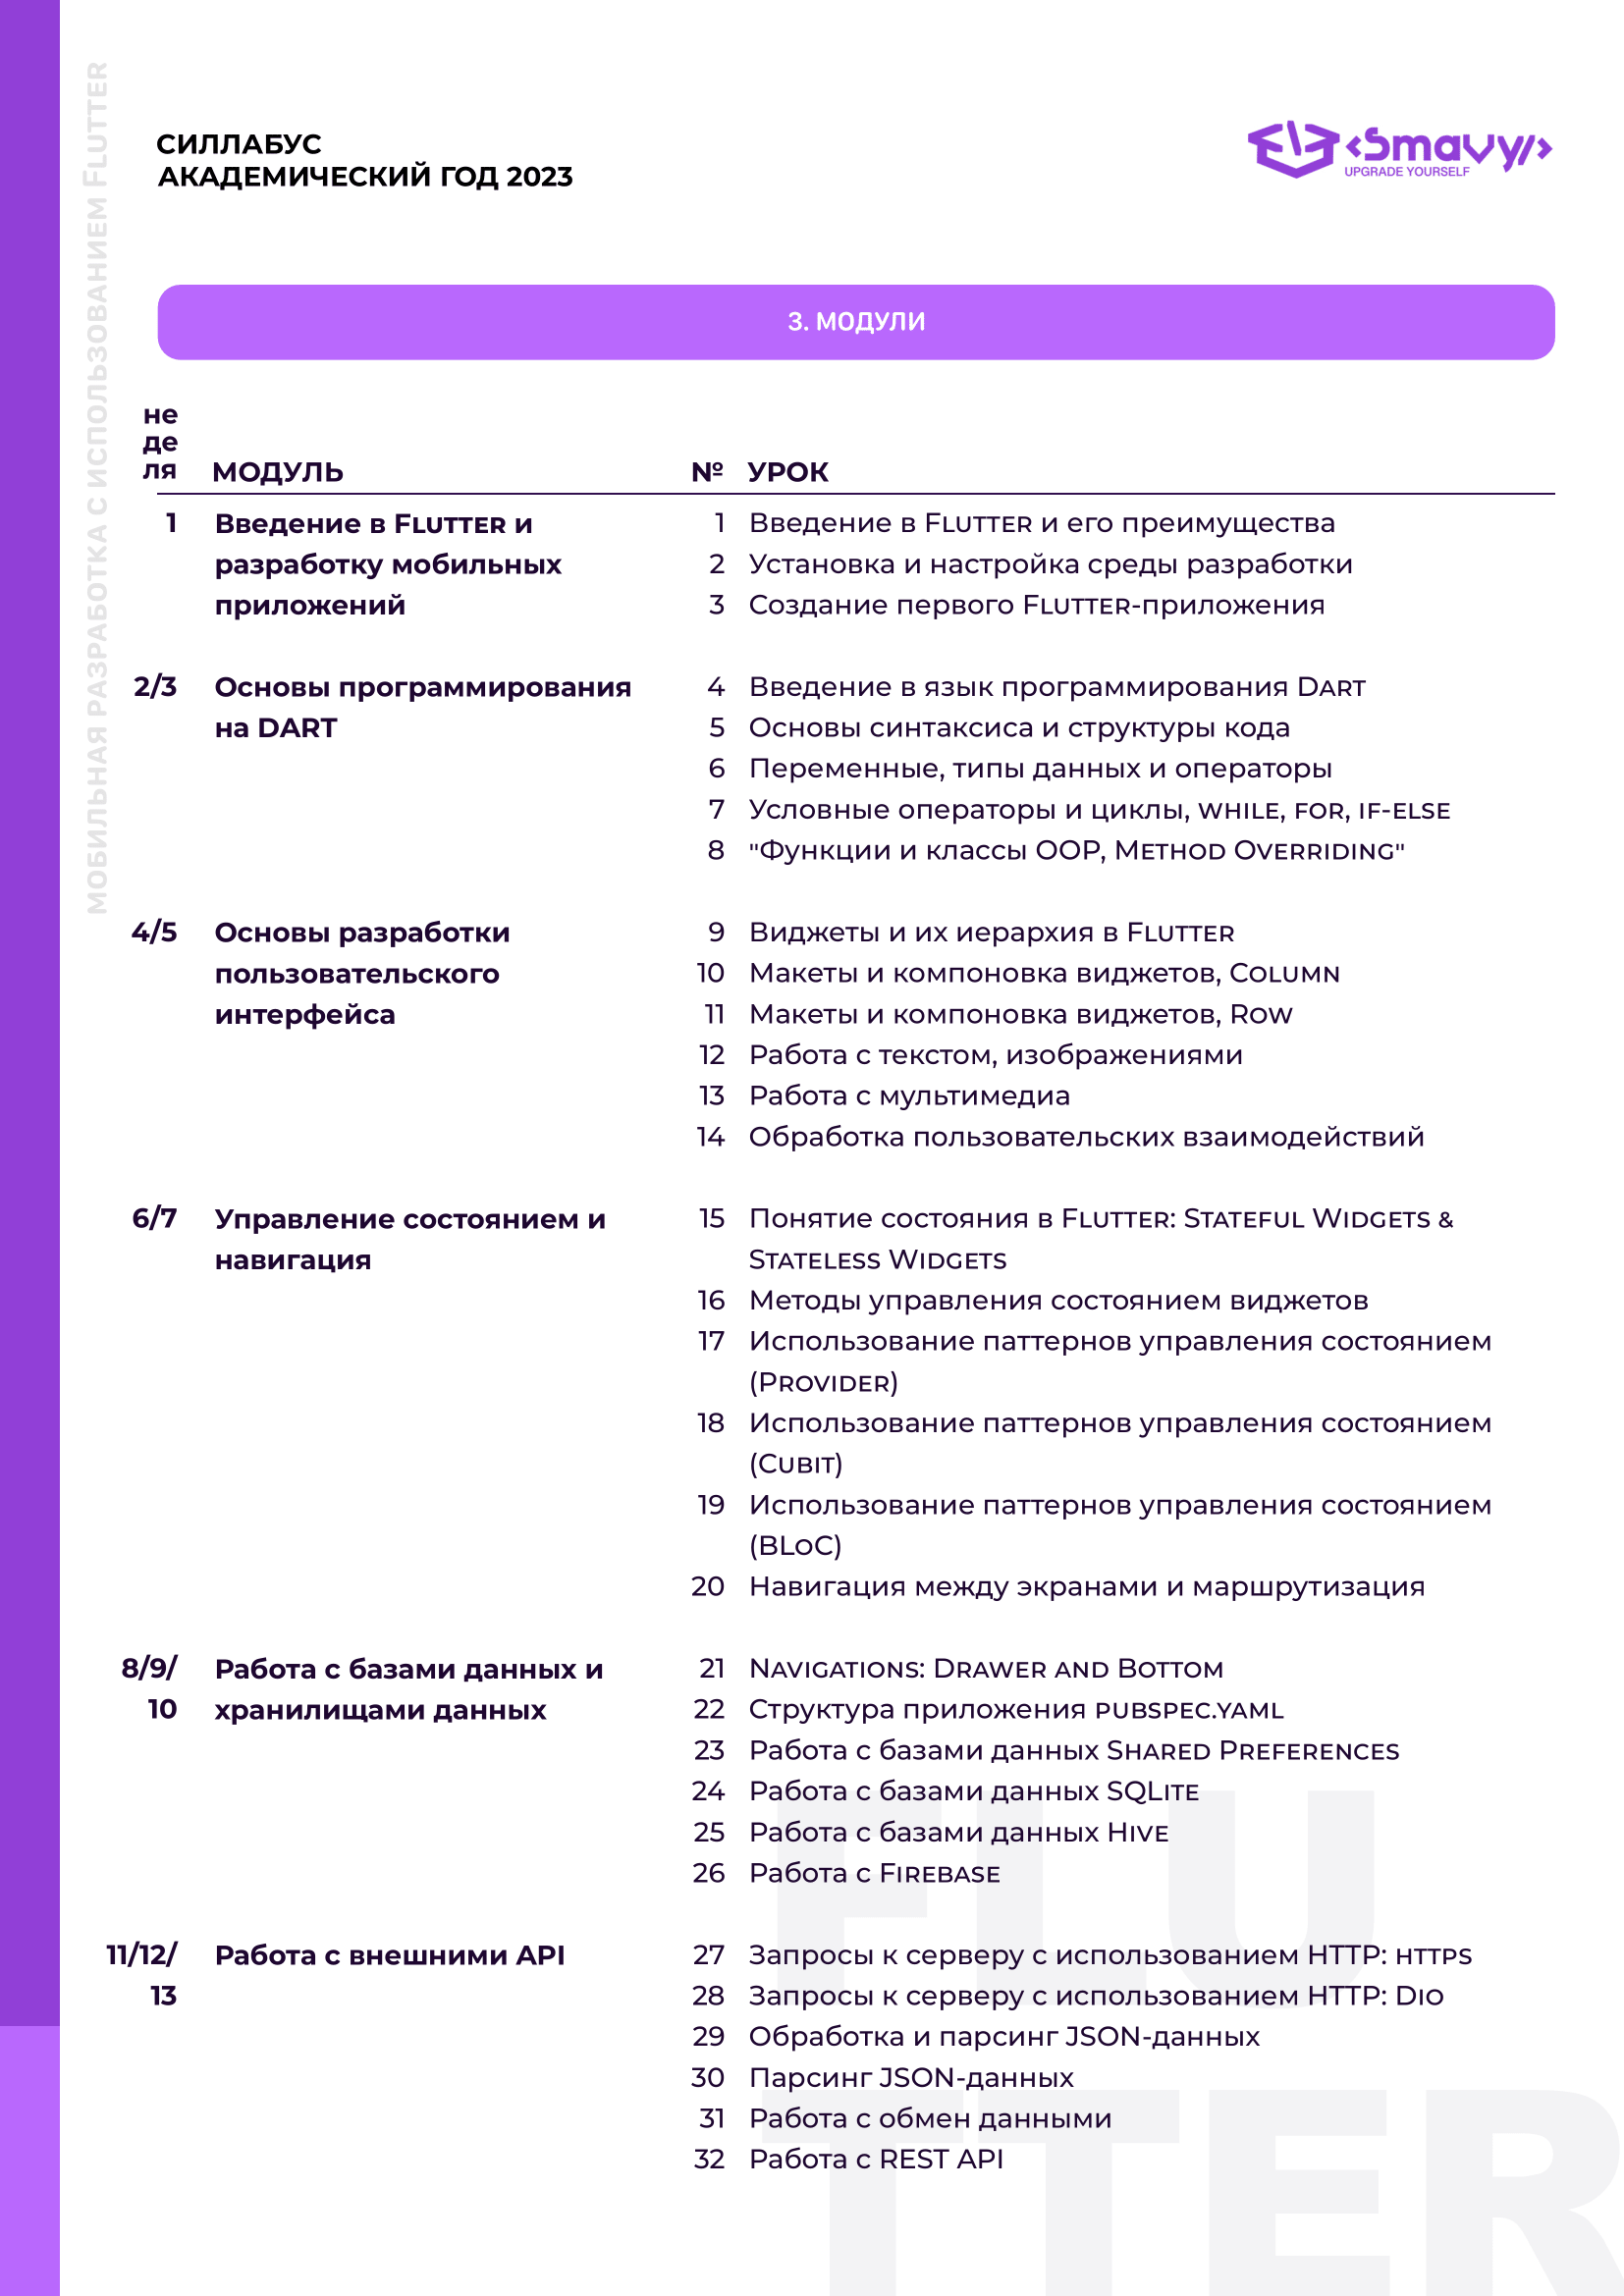 МОБИЛЬНАЯ РАЗРАБОТКА С ИСПОЛЬЗОВАНИЕМ FLUTTER
СИЛЛАБУС
АКАДЕМИЧЕСКИЙ ГОД 2023
<Smavy/>
UPGRADE YOURSELF
3. МОДУЛИ
не
де
ля МОДУЛЬ № УРОК
1 Введение в Flutter и 1 Введение в Flutter и его преимущества
разработку мобильных 2 Установка и настройка среды разработки
приложений 3 Создание первого Flutter-приложения
2/3 Основы программирования 4 Введение в язык программирования Dart
на DART 5 Основы синтаксиса и структуры кода
6 Переменные, типы данных и операторы
7 Условные операторы и циклы, while, for, if-else
8 "Функции и классы OOP, Method Overriding"
4/5 Основы разработки 9 Виджеты и их иерархия в Flutter
пользовательского 10 Макеты и компоновка виджетов, Column
интерфейса 11 Макеты и компоновка виджетов, Row
12 Работа с текстом, изображениями
13 Работа с мультимедиа
14 Обработка пользовательских взаимодействий
6/7 Управление состоянием и 15 Понятие состояния в Flutter: Stateful Widgets &
навигация Stateless Widgets
16 Методы управления состоянием виджетов
17 Использование паттернов управления состоянием
(Provider)
18 Использование паттернов управления состоянием
(Cubit)
19 Использование паттернов управления состоянием
(BLoC)
20 Навигация между экранами и маршрутизация
8/9/ Работа с базами данных и 21 Navigations: Drawer and Bottom
10 хранилищами данных 22 Структура приложения pubspec.yaml
23 Работа с базами данных Shared Preferences
24 Работа с базами данных SQLite
25 Работа с базами данных Hive
26 Работа с Firebase
11/12/ Работа с внешними API 27 Запросы к серверу с использованием HTTP: https
13 28 Запросы к серверу с использованием HTTP: Dio
29 Обработка и парсинг JSON-данных
30 Парсинг JSON-данных
31 Работа с обмен данными
32 Работа с REST API
FLU
TTER